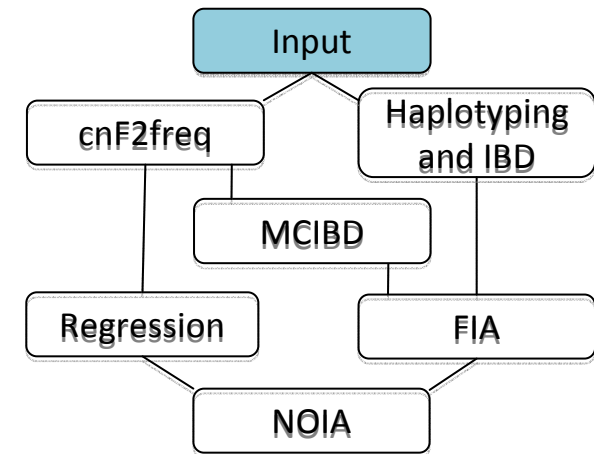 Input
cnF2freq
Haplotyping
and IBD
MCIBD
Regression
FIA
NOIA